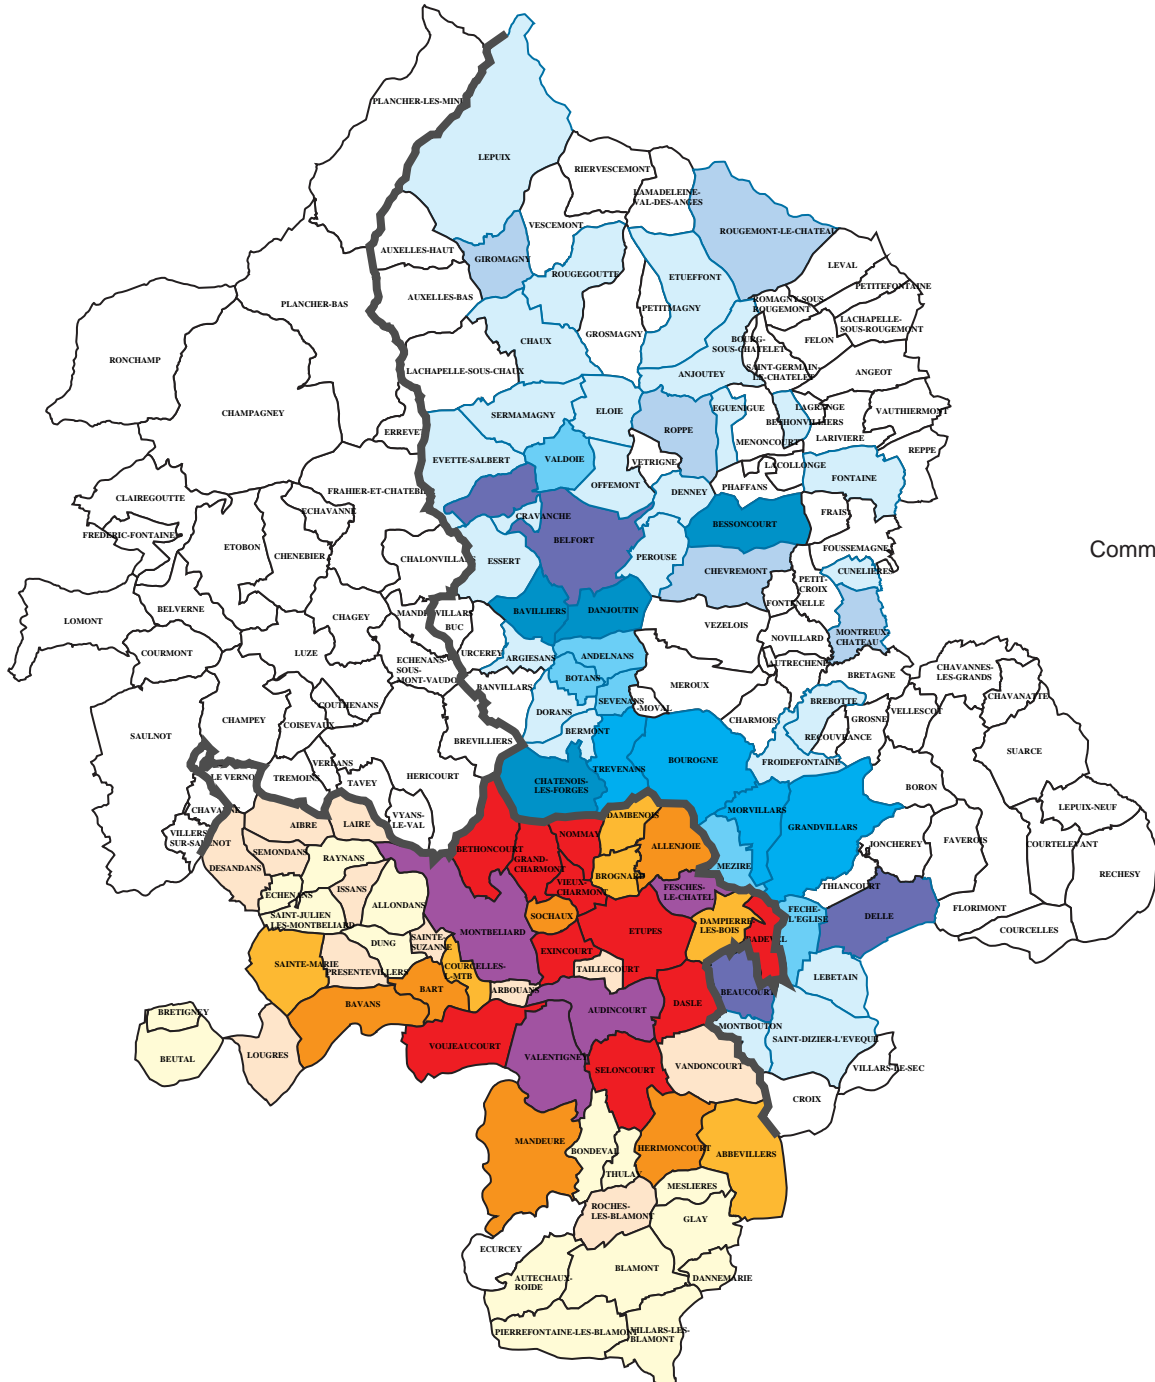 PLANCHER-LES-MINE
LEPUIX
RIERVESCEMONT
LAMADELEINE-
VAL-DES-ANGES
VESCEMONT
ROUGEMONT-LE-CHATEAU
AUXELLES-HAUT
GIROMAGNY
ROUGEGOUTTE
ETUEFFONT
LEVAL
PETITEFONTAINE
AUXELLES-BAS
PLANCHER-BAS
PETITMAGNY
ROMAGNY-SOUS
ROUGEMONT
LACHAPELLE-
SOUS-ROUGEMONT
GROSMAGNY
CHAUX
BOURG-
SOUS-CHATELET
FELON
RONCHAMP
LACHAPELLE-SOUS-CHAUX
ANJOUTEY
SAINT-GERMAIN-
LE-CHATELET
ANGEOT
CHAMPAGNEY
SERMAMAGNY
ELOIE
EGUENIGUE
LAGRANGE
BETHONVILLIERS
VAUTHIERMONT
ERREVET
ROPPE
MENONCOURT
LARIVIERE
REPPE
EVETTE-SALBERT
VALDOIE
VETRIGNE
LACOLLONGE
FONTAINE
CLAIREGOUTTE
FRAHIER-ET-CHATEBIE
OFFEMONT
DENNEY
PHAFFANS
ECHAVANNE
CRAVANCHE
BESSONCOURT
FRAIS
FREDERIC-FONTAINE
ETOBON
CHENEBIER
CHALONVILLA
ESSERT
BELFORT
PEROUSE
CHEVREMONT
FOUSSEMAGNE
CUNELIERES
Comm
PETIT-
CROIX
FONTENELLE
LOMONT
BELVERNE
CHAGEY
MANDREVILLARS
BUC
BAVILLIERS
DANJOUTIN
VEZELOIS
NOVILLARD
MONTREUX-
CHATEAU
COURMONT
LUZE
ECHENANS-
SOUS-
MONT-VAUDO
URCEREY
ARGIESANS
ANDELNANS
AUTRECHENE
BRETAGNE
CHAVANNES-
LES-GRANDS
BANVILLARS
BOTANS
MEROUX
SEVENANS
-MOVAL
BREBOTTE
CHAVANATTE
COUTHENANS
CHAMPEY
COISEVAUX
DORANS
CHARMOIS
GROSNE
VELLESCOT
SAULNOT
BREVILLIERS
BERMONT
RECOUVRANCE
SUARCE
VERLANS
BOUROGNE
FROIDEFONTAINE
LE VERNO
TREMOINS
TAVEY
HERICOURT
CHATENOIS-
LES-FORGES
TREVENANS
BORON
CHAVANNE
MORVILLARS
LEPUIX-NEUF
VYANS-
LE-VAL
DAMBENOIS
GRANDVILLARS
VILLERS
SUR-SAULNOT
AIBRE
LAIRE
NOMMAY
JONCHEREY
FAVEROIS
COURTELEVANT
SEMONDANS
RAYNANS
BETHONCOURT
GRAND-
CHARMONT
ALLENJOIE
MEZIRE
DESANDANS
BROGNARD
RECHESY
ECHENANS
ISSANS
VIEUX-
CHARMONT
FESCHES-
LE-CHATEL
THIANCOURT
SAINT-JULIEN
LES-MONTBELIARD
ALLONDANS
SOCHAUX
FECHE-
L'EGLISE
DELLE
FLORIMONT
DAMPIERRE-
LES-BOIS
MONTBELIARD
ETUPES
COURCELLES
DUNG
SAINTE-
SUZANNE
EXINCOURT
SAINTE-MARIE
PRESENTEVILLERS
COURCELLES-
L-MTB
TAILLECOURT
LEBETAIN
BART
ARBOUANS
BEAUCOURT
BAVANS
AUDINCOURT
DASLE
BRETIGNEY
MONTBOUTON
SAINT-DIZIER-L'EVEQUE
BEUTAL
LOUGRES
VOUJEAUCOURT
VALENTIGNEY
SELONCOURT
VANDONCOURT
VILLARS-LE-SEC
CROIX
MANDEURE
BONDEVAL
HERIMONCOURT
ABBEVILLERS
THULAY
MESLIERES
ROCHES-
LES-BLAMONT
GLAY
ECURCEY
BLAMONT
AUTECHAUX-
ROIDE
DANNEMARIE
PIERREFONTAINE-LES-BLAMONT
VILLARS-LES-
BLAMONT